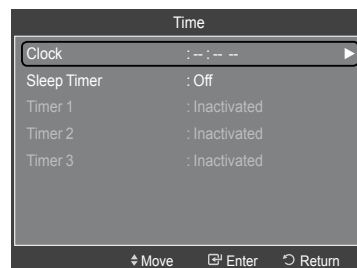 Time
Clock : -- : -- --
Sleep Timer : Off
Timer 1 : Inactivated
Timer 2 : Inactivated
Timer 3 : Inactivated
Move Enter Return